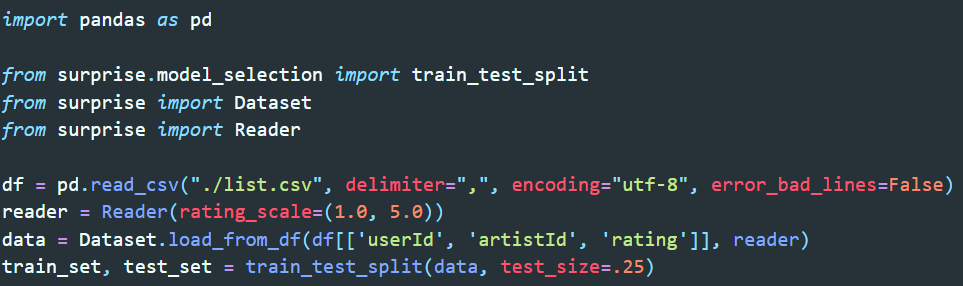 import pandas as pd
from surprise.model_selection import train_test_split
from surprise import Dataset
from surprise import Reader
df = pd.read_csv("./list.csv", delimiter=",", encoding="utf-8", error_bad_lines=False)
reader = Reader(rating_scale=(1.0, 5.0))
data = Dataset.load_from_df(df[['userId', 'artistId', 'rating']], reader)
train_set, test_set = train_test_split(data, test_size=.25)